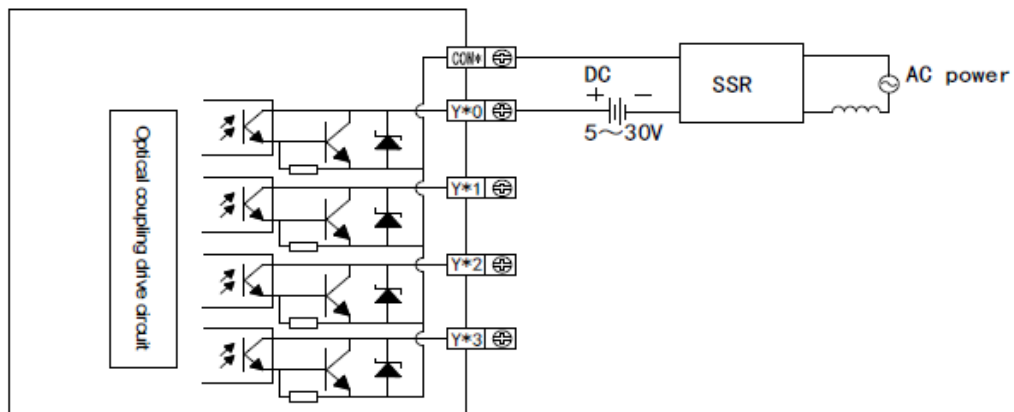 COM*
DC
SSR
AC power
+ −
Y*0
5～30V
Optical coupling drive circuit
Y*1
Y*2
Y*3